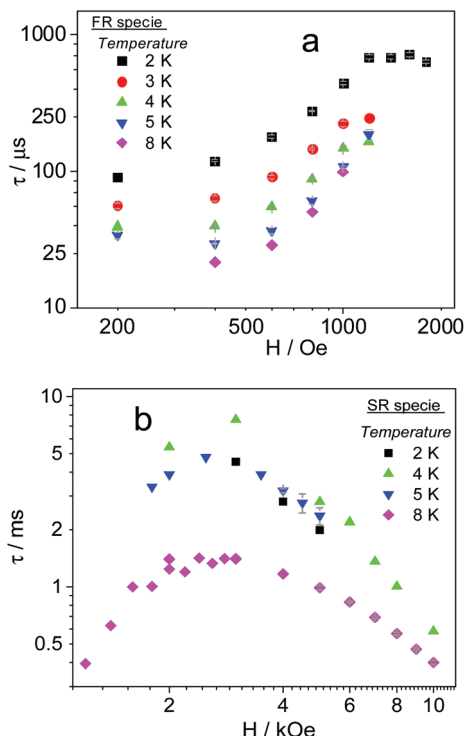 FR specie
a
Temperature
2 K
3 K
4 K
5 K
8 K
1000
250
100
25
10
τ / μs
200
500
1000
2000
H / Oe
b
SR specie
Temperature
2 K
4 K
5 K
8 K
10
5
2
1
0.5
τ / ms
2
4
6
8
10
H / kOe